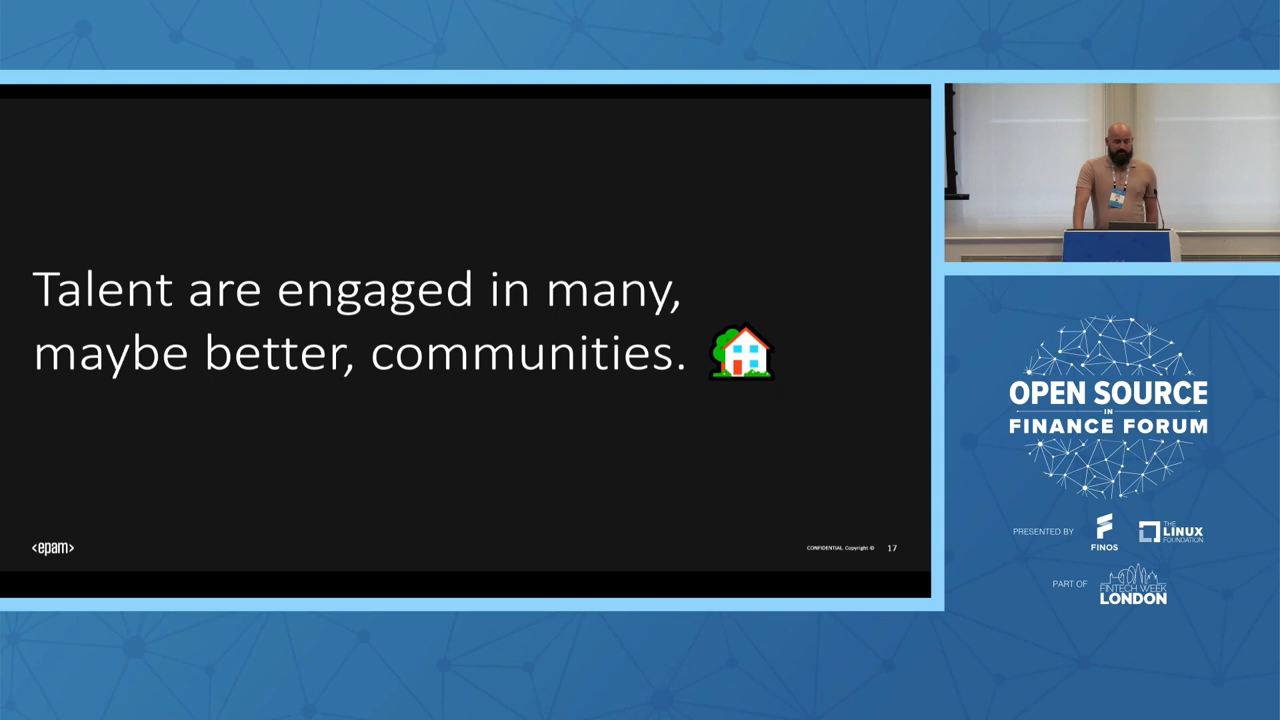 Talent are engaged in many,
maybe better, communities.
<epam>
CONFIDENTIAL Copyright ©
17
OPEN SOURCE
IN
FINANCE FORUM
PRESENTED BY
FINOS
THE
LINUX
FOUNDATION
PART OF
FINTECH WEEK
LONDON